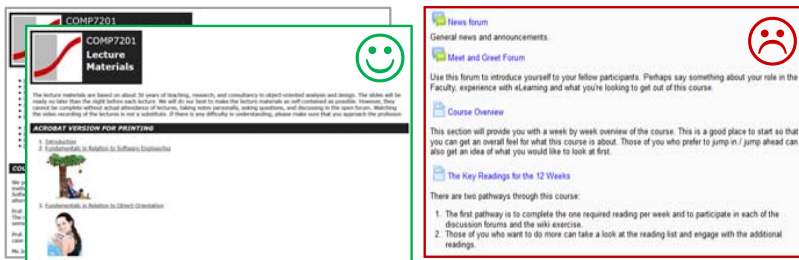 COMP7201
COMP7201
Lecture
Materials
The lecture materials are based on about 30 years of teaching, research, and consultancy in object-oriented analysis and design. The slides will be
ready no later than the night before each lecture. We will do our best to make the lecture materials as self-contained as possible. However, they
cannot be complete without actual attendance of lectures, taking notes personally, asking questions, and discussing in the open forum. Watching
the video recording of the lectures is not a substitute. If there is any difficulty in understanding, please make sure that you approach the professor
ACROBAT VERSION FOR PRINTING
1. Introduction
2. Fundamentals in Relation to Software Engineering
3. Fundamentals in Relation to Object Orientation
News forum
General news and announcements.
Meet and Greet Forum
Use this forum to introduce yourself to your fellow participants. Perhaps say something about your role in the
Faculty, experience with eLearning and what you're looking to get out of this course.
Course Overview
This section will provide you with a week by week overview of the course. This is a good place to start so that
you can get an overall feel for what this course is about. Those of you who prefer to jump in / jump ahead can
also get an idea of what you would like to look at first.
The Key Readings for the 12 Weeks
There are two pathways through this course:
1. The first pathway is to complete the one required reading per week and to participate in each of the
discussion forums and the wiki exercise.
2. Those of you who want to do more can take a look at the reading list and engage with the additional
readings.